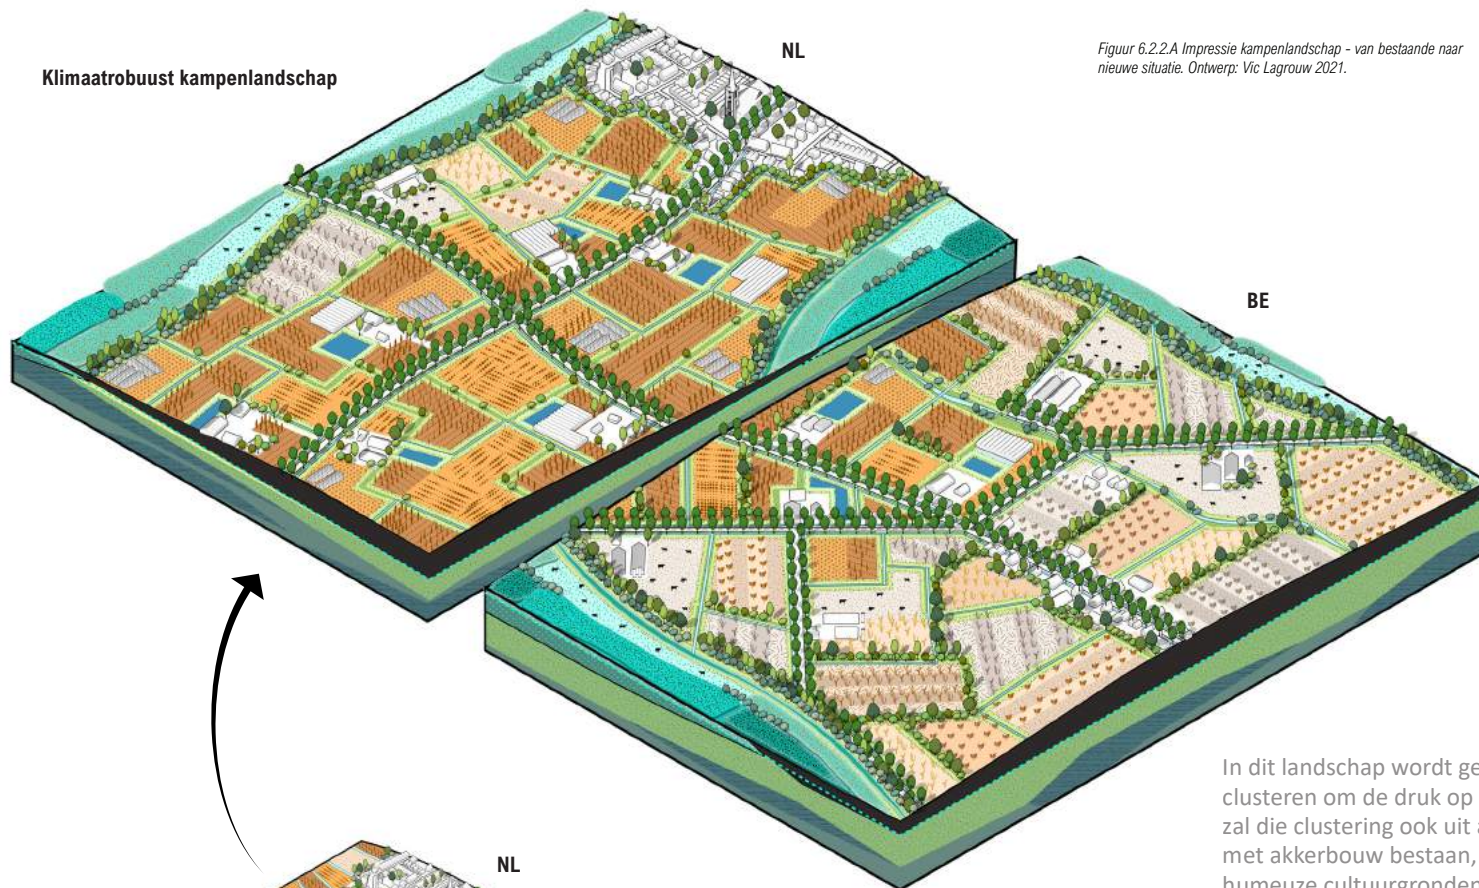 Klimaatrobuust kampenlandschap
NL
Figuur 6.2.2.A Impressie kampenlandschap - van bestaande naar
nieuwe situatie. Ontwerp: Vic Lagrouw 2021.
BE
NL
In dit landschap wordt ge
clusteren om de druk op
zal die clustering ook uit a
met akkerbouw bestaan,
humeuze cultuurgronden